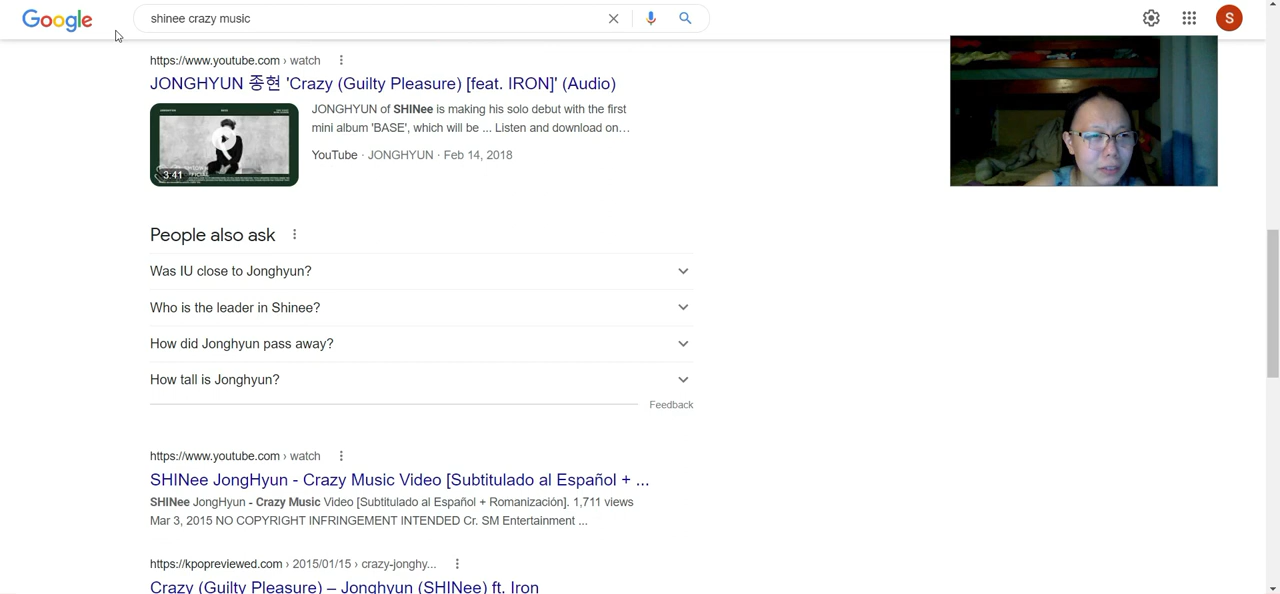 Google
shinee crazy music
S
https://www.youtube.com › watch
JONGHYUN 종현 'Crazy (Guilty Pleasure) [feat. IRON]' (Audio)
JONGHYUN of SHINee is making his solo debut with the first
mini album 'BASE', which will be ... Listen and download on...
3:41
YouTube · JONGHYUN · Feb 14, 2018
People also ask
Was IU close to Jonghyun?
Who is the leader in Shinee?
How did Jonghyun pass away?
How tall is Jonghyun?
Feedback
https://www.youtube.com › watch
SHINee JongHyun - Crazy Music Video [Subtitulado al Español + ...
SHINee JongHyun - Crazy Music Video [Subtitulado al Español + Romanización]. 1,711 views
Mar 3, 2015 NO COPYRIGHT INFRINGEMENT INTENDED Cr. SM Entertainment ...
https://kpopreviewed.com › 2015/01/15 › crazy-jonghy...
Crazy (Guilty Pleasure) – Jonghyun (SHINee) ft. Iron